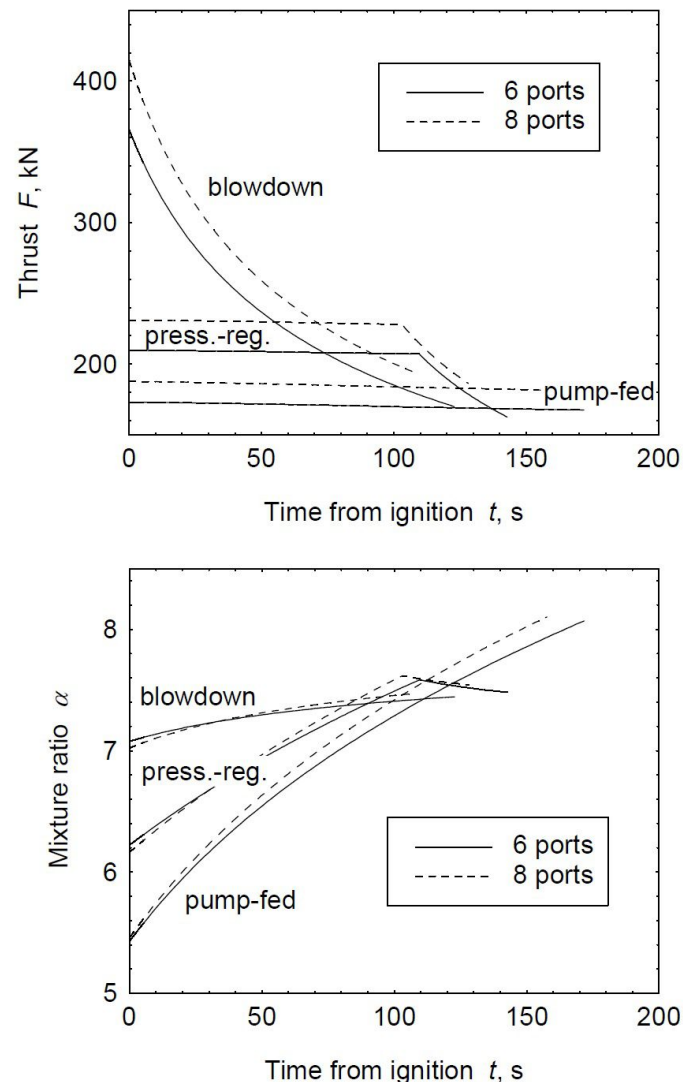 Thrust F, kN
400
300
200
6 ports
8 ports
blowdown
press.-reg.
pump-fed
0 50 100 150 200
Time from ignition t, s
Mixture ratio α
8
7
6
5
blowdown
press.-reg.
pump-fed
6 ports
8 ports
0 50 100 150 200
Time from ignition t, s